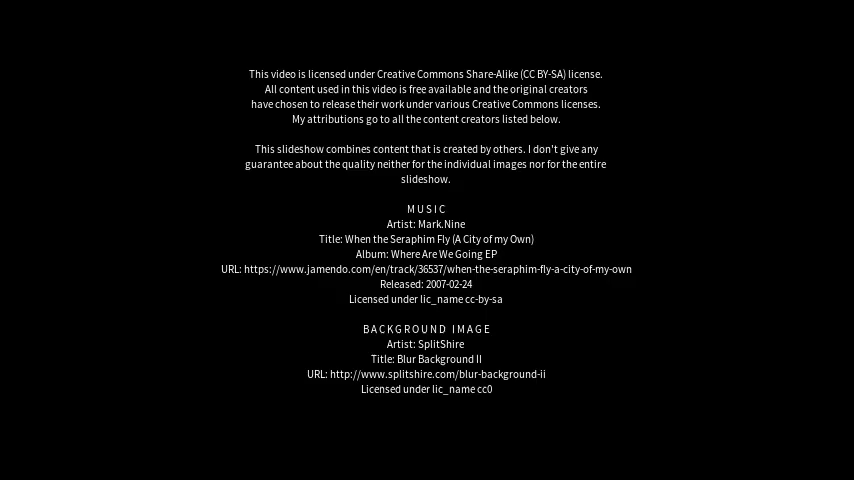 This video is licensed under Creative Commons Share-Alike (CC BY-SA) license.
All content used in this video is free available and the original creators
have chosen to release their work under various Creative Commons licenses.
My attributions go to all the content creators listed below.
This slideshow combines content that is created by others. I don't give any
guarantee about the quality neither for the individual images nor for the entire
slideshow.
M U S I C
Artist: Mark.Nine
Title: When the Seraphim Fly (A City of my Own)
Album: Where Are We Going EP
URL: https://www.jamendo.com/en/track/36537/when-the-seraphim-fly-a-city-of-my-own
Released: 2007-02-24
Licensed under lic_name cc-by-sa
B A C K G R O U N D   I M A G E
Artist: SplitShire
Title: Blur Background II
URL: http://www.splitshire.com/blur-background-ii
Licensed under lic_name cc0